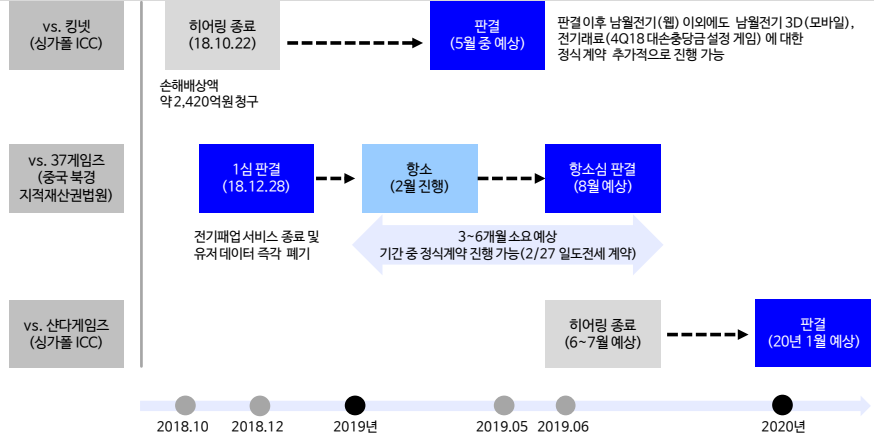 vs. 킹넷
(싱가폴 ICC)
히어링 종료
(18.10.22)
판결
(5월 중 예상)
판결 이후 남월전기(웹) 이외에도 남월전기 3D(모바일),
전기래료(4Q18 대손충당금 설정 게임) 에 대한
정식 계약 추가적으로 진행 가능
손해배상액
약 2,420억원 청구
vs. 37게임즈
(중국 북경
지적재산권법원)
1심 판결
(18.12.28)
항소
(2월 진행)
항소심 판결
(8월 예상)
전기패업 서비스 종료 및
유저 데이터 즉각 폐기
3~6개월 소요 예상
기간 중 정식계약 진행 가능(2/27 일도전세 계약)
vs. 샨다게임즈
(싱가폴 ICC)
히어링 종료
(6~7월 예상)
판결
(20년 1월 예상)
2018.10
2018.12
2019년
2019.05
2019.06
2020년